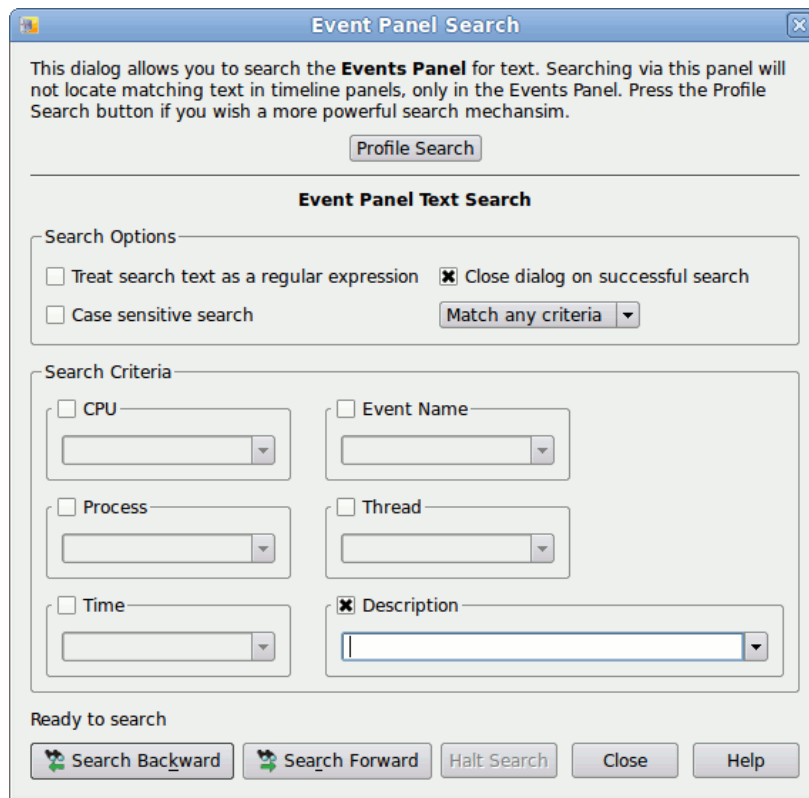 Event Panel Search
This dialog allows you to search the Events Panel for text. Searching via this panel will
not locate matching text in timeline panels, only in the Events Panel. Press the Profile
Search button if you wish a more powerful search mechansim.
Profile Search
Event Panel Text Search
Search Options
Treat search text as a regular expression Close dialog on successful search
Case sensitive search Match any criteria
Search Criteria
CPU Event Name
Process Thread
Time Description
Ready to search
Search Backward Search Forward Halt Search Close Help